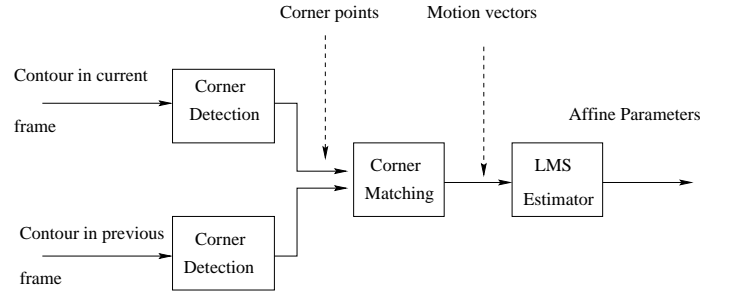 Corner points
Motion vectors
Contour in current
frame
Corner
Detection
Affine Parameters
Corner
Matching
LMS
Estimator
Contour in previous
frame
Corner
Detection